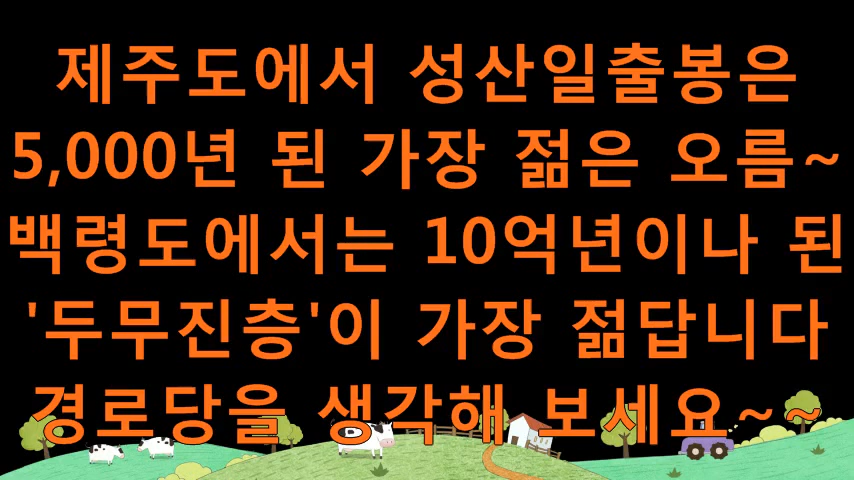 제주도에서 성산일출봉은
5,000년 된 가장 젊은 오름~
백령도에서는 10억년이나 된
'두무진층'이 가장 젊답니다
경로당을 생각해 보세요~~